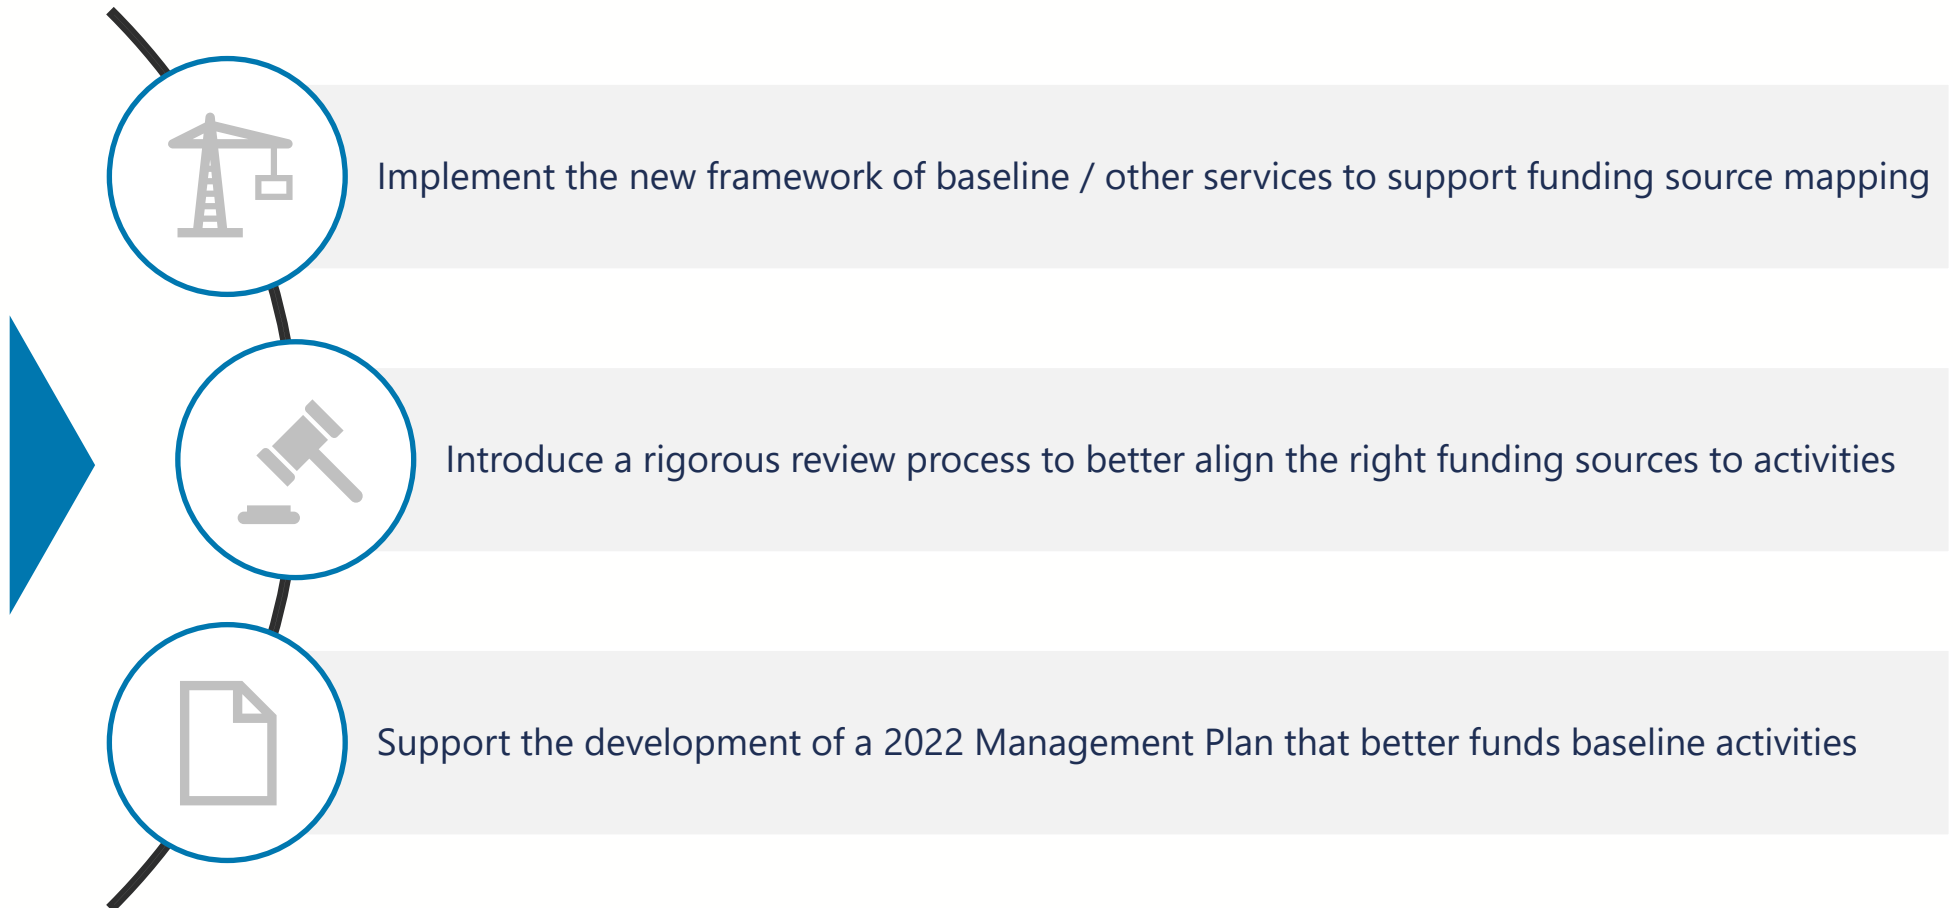 Implement the new framework of baseline / other services to support funding source mapping
Introduce a rigorous review process to better align the right funding sources to activities
Support the development of a 2022 Management Plan that better funds baseline activities